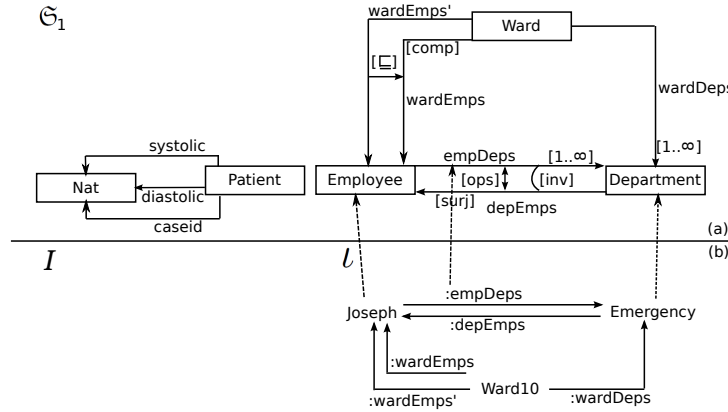 𝔖₁
wardEmps'
Ward
[⊑]
[comp]
wardEmps
wardDeps
[1..∞]
systolic
Nat
Patient
diastolic
caseid
empDeps
[1..∞]
Employee
[ops]
[inv]
Department
[surj]
depEmps
(a)
(b)
I
ι
:empDeps
Joseph
Emergency
:depEmps
:wardEmps
:wardEmps'
Ward10
:wardDeps